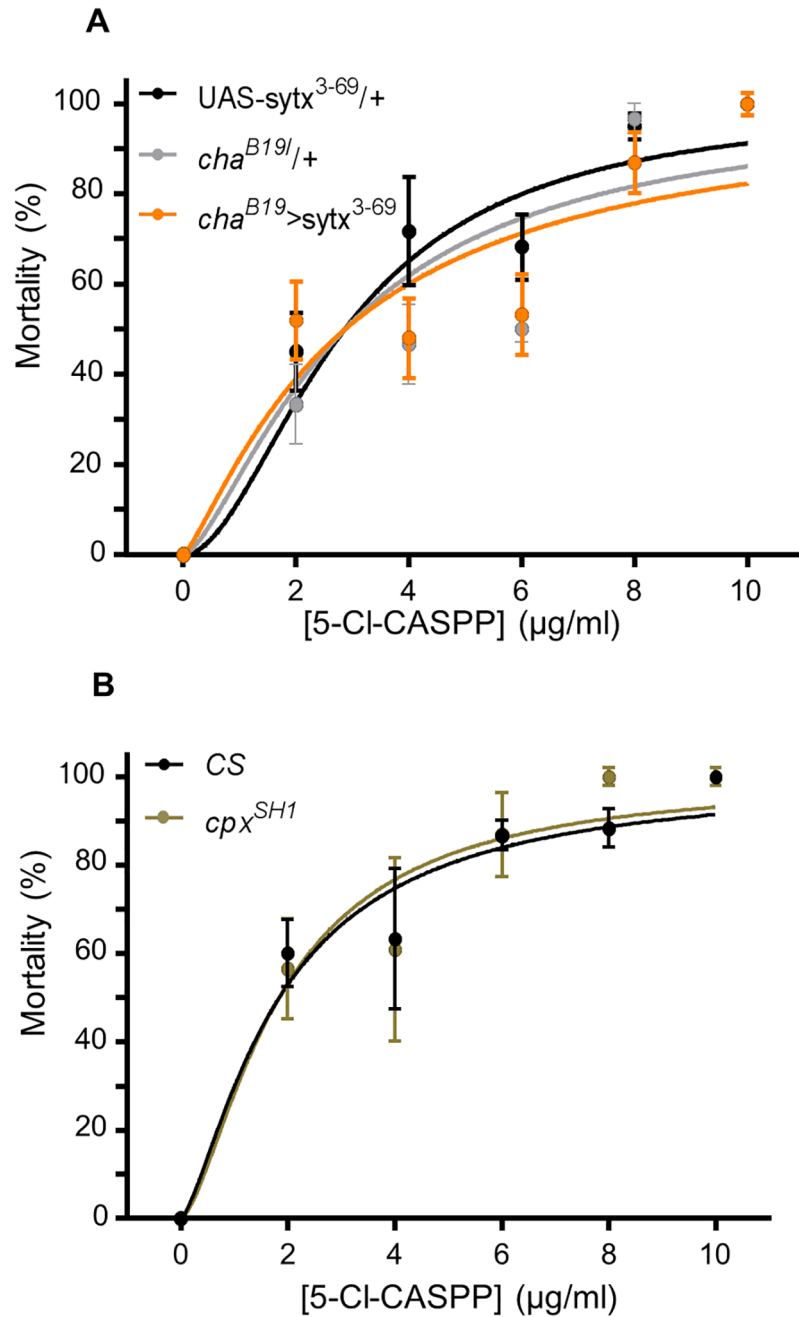 A
Mortality (%)
100
80
60
40
20
0
UAS-sytx3-69/+
chaB19I/+
chaB19>sytx3-69
0 2 4 6 8 10
[5-Cl-CASPP] (µg/ml)
B
Mortality (%)
100
80
60
40
20
0
CS
cpxSH1
0 2 4 6 8 10
[5-Cl-CASPP] (µg/ml)